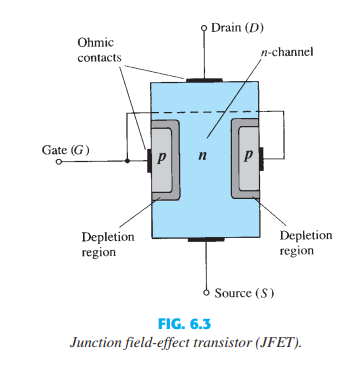 Drain (D)
Ohmic
contacts
n-channel
Gate (G)
p
n
p
Depletion
region
Depletion
region
Source (S)
FIG. 6.3
Junction field-effect transistor (JFET).